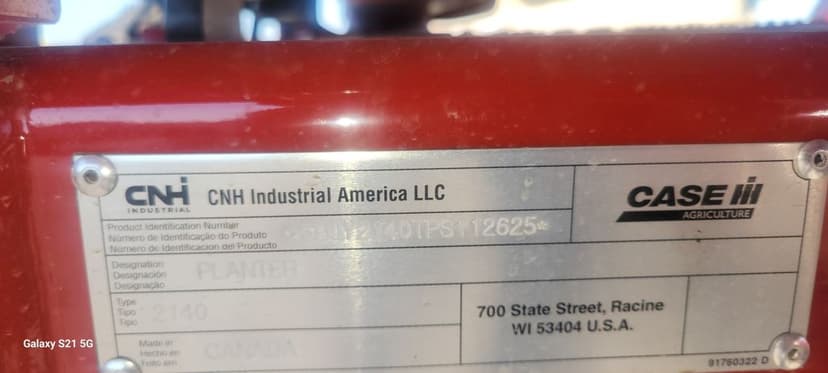 CNH INDUSTRIAL
CNH Industrial America LLC
CASE IH
AGRICULTURE
Product Identification Number
Número de Identificação do Produto
Número de Identificacion del Producto
Designation
Designación
Designação
PLANTER
Type
Tipo
Tipo
2140
700 State Street, Racine
WI 53404 U.S.A.
Made in
Hecho en
Feito em
CANADA
91760322 D
Galaxy S21 5G